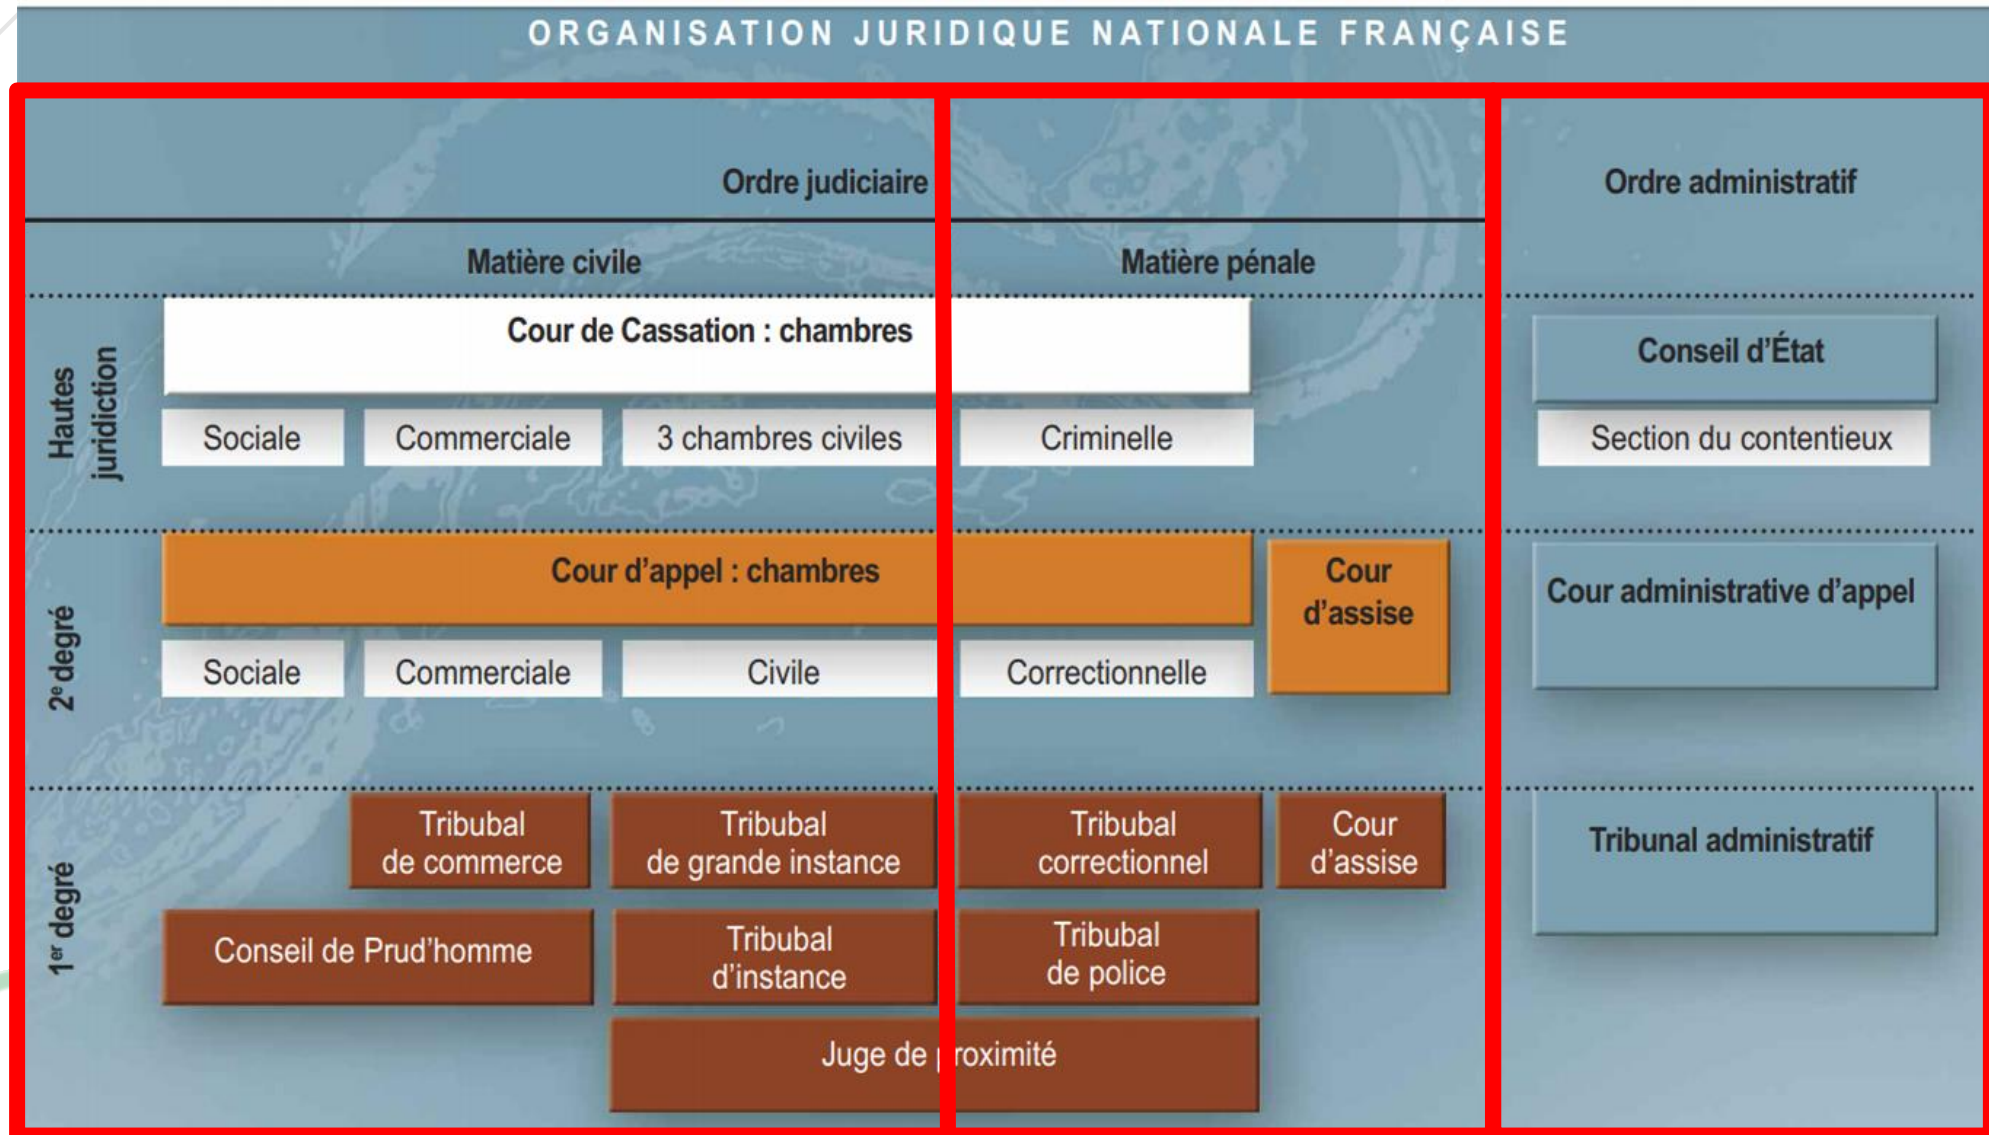 ORGANISATION JURIDIQUE NATIONALE FRANÇAISE
Ordre judiciaire
Ordre administratif
Matière civile
Matière pénale
Hautes
juridiction
Cour de Cassation : chambres
Conseil d'État
Sociale
Commerciale
3 chambres civiles
Criminelle
Section du contentieux
2e degré
Cour d'appel : chambres
Cour
d'assise
Cour administrative d'appel
Sociale
Commerciale
Civile
Correctionnelle
1er degré
Tribubal
de commerce
Tribubal
de grande instance
Tribubal
correctionnel
Cour
d'assise
Tribunal administratif
Conseil de Prud'homme
Tribubal
d'instance
Tribubal
de police
Juge de proximité